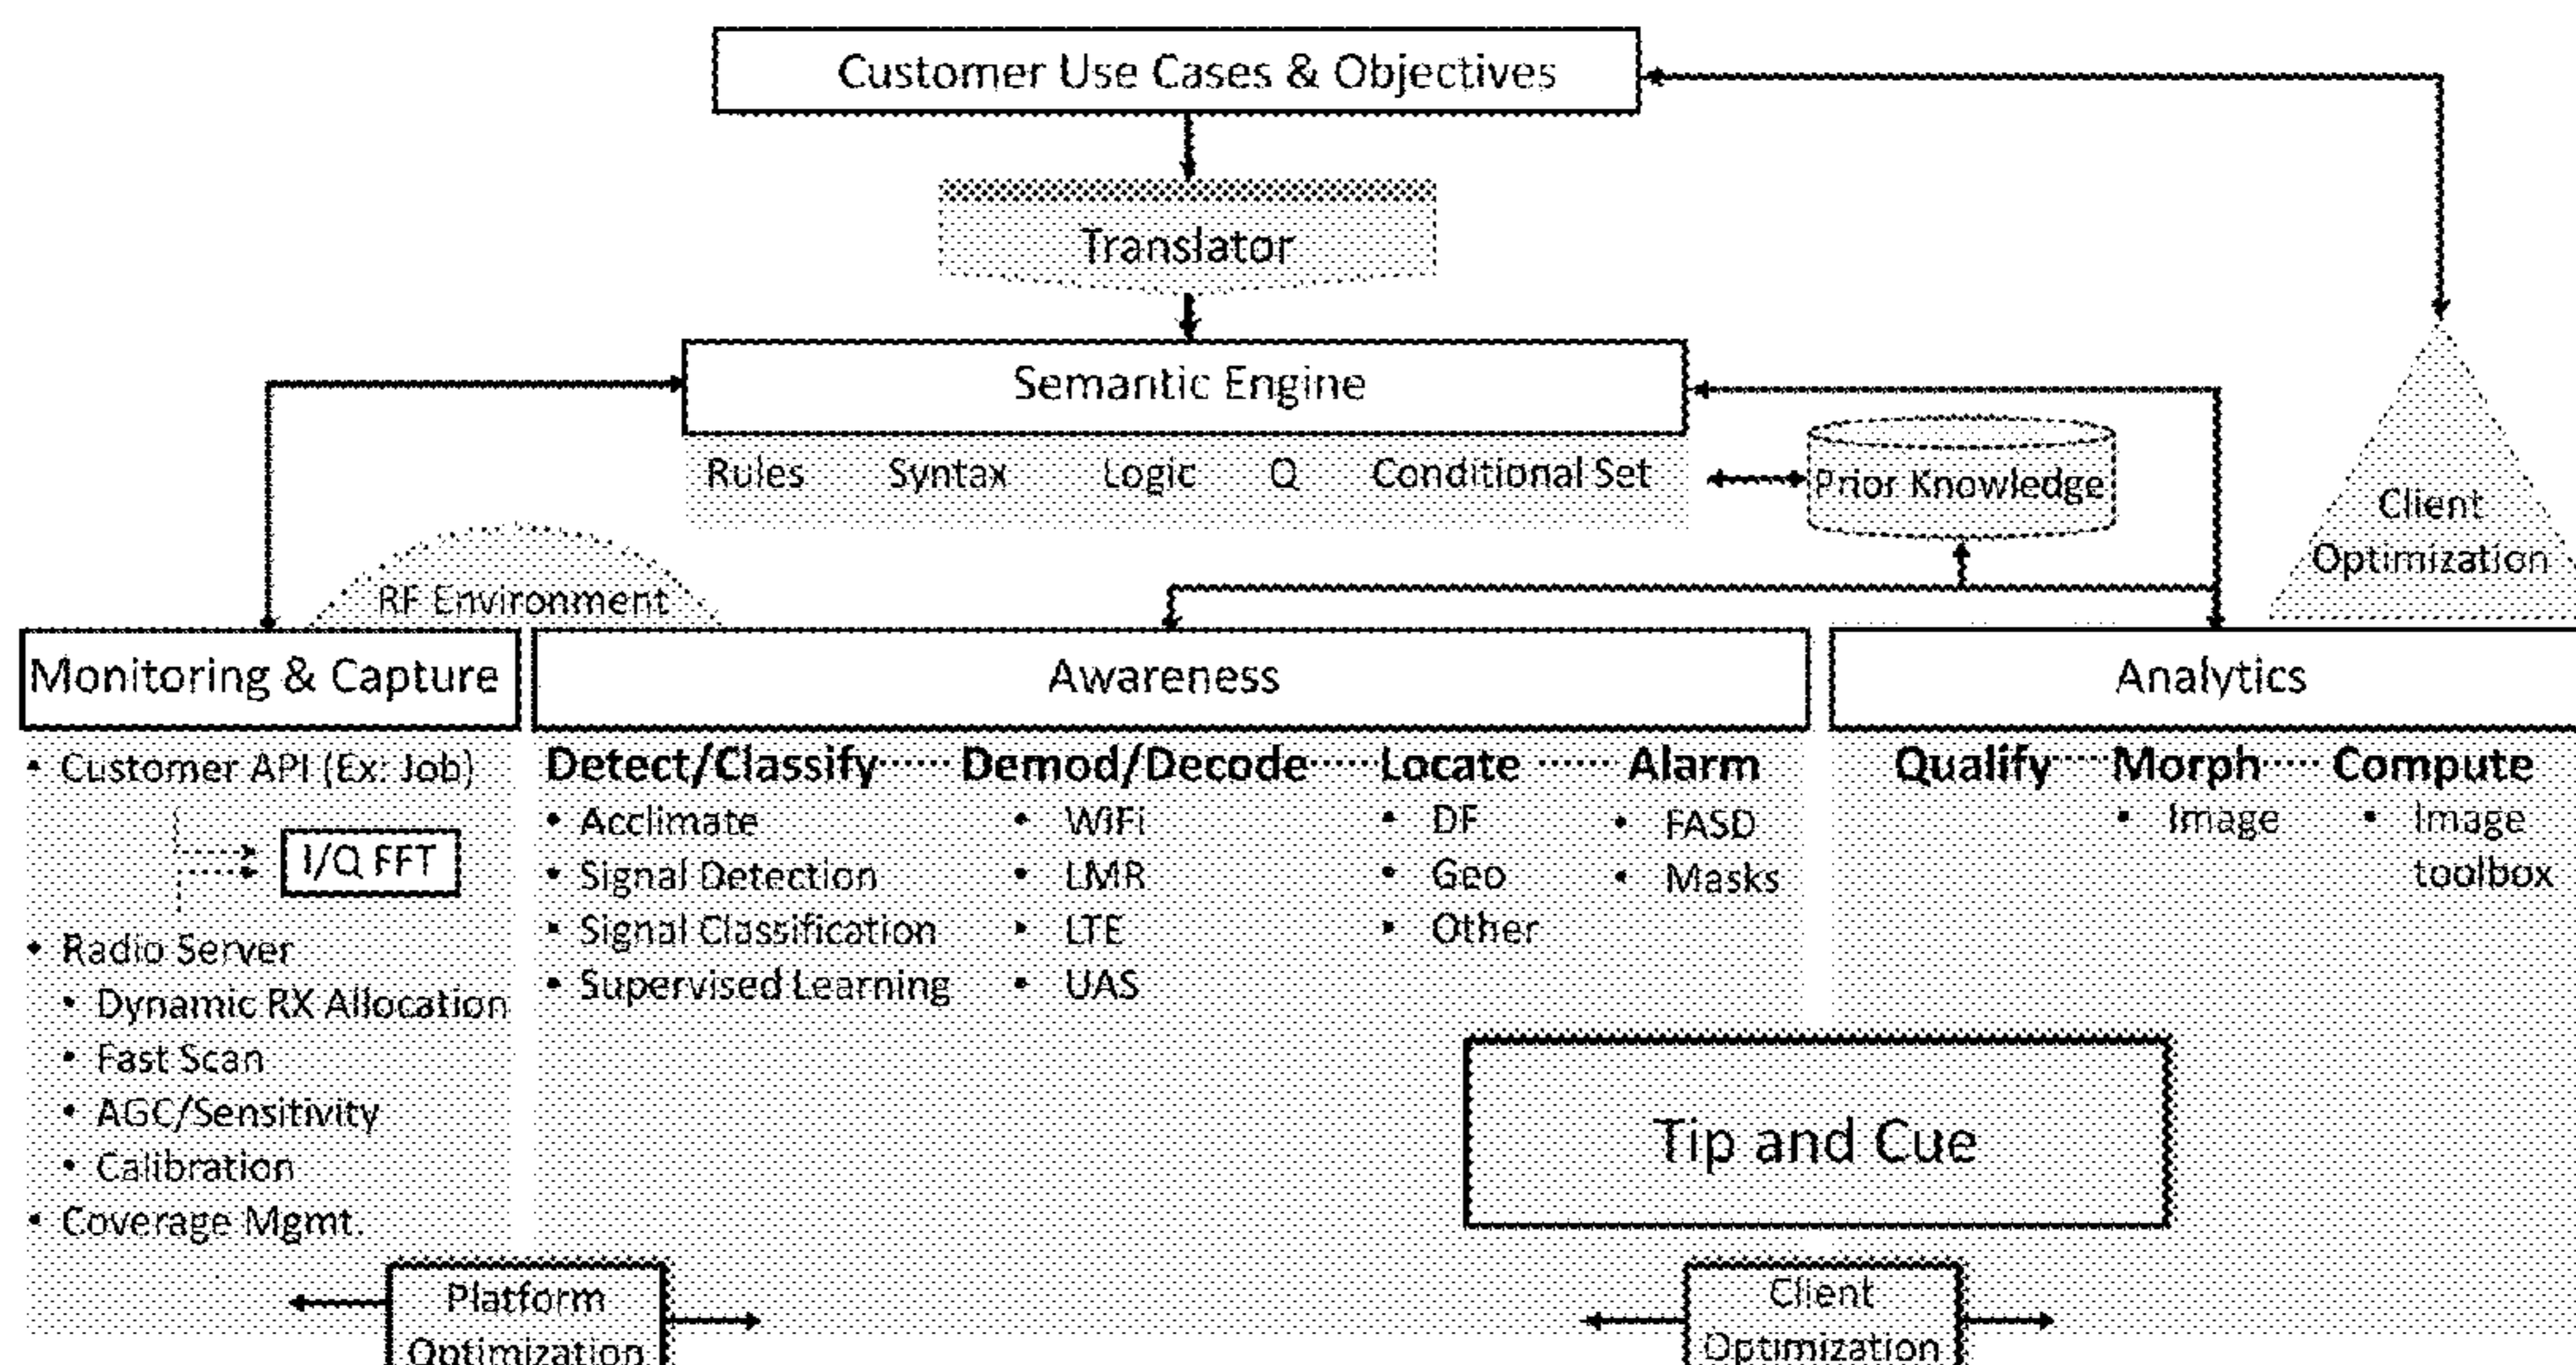 Customer Use Cases & Objectives
Translator
Semantic Engine
Rules Syntax Logic Q Conditional Set
Prior Knowledge
Client
Optimization
RF Environment
Monitoring & Capture
• Customer API (Ex: Job)
I/Q FFT
• Radio Server
• Dynamic RX Allocation
• Fast Scan
• AGC/Sensitivity
• Calibration
• Coverage Mgmt.
Awareness
Detect/Classify
• Acclimate
• Signal Detection
• Signal Classification
• Supervised Learning
Demod/Decode
• WiFi
• LMR
• LTE
• UAS
Locate
• DF
• Geo
• Other
Alarm
• FASD
• Masks
Analytics
Qualify
Morph
• Image
Compute
• Image
toolbox
Tip and Cue
Platform
Optimization
Client
Optimization